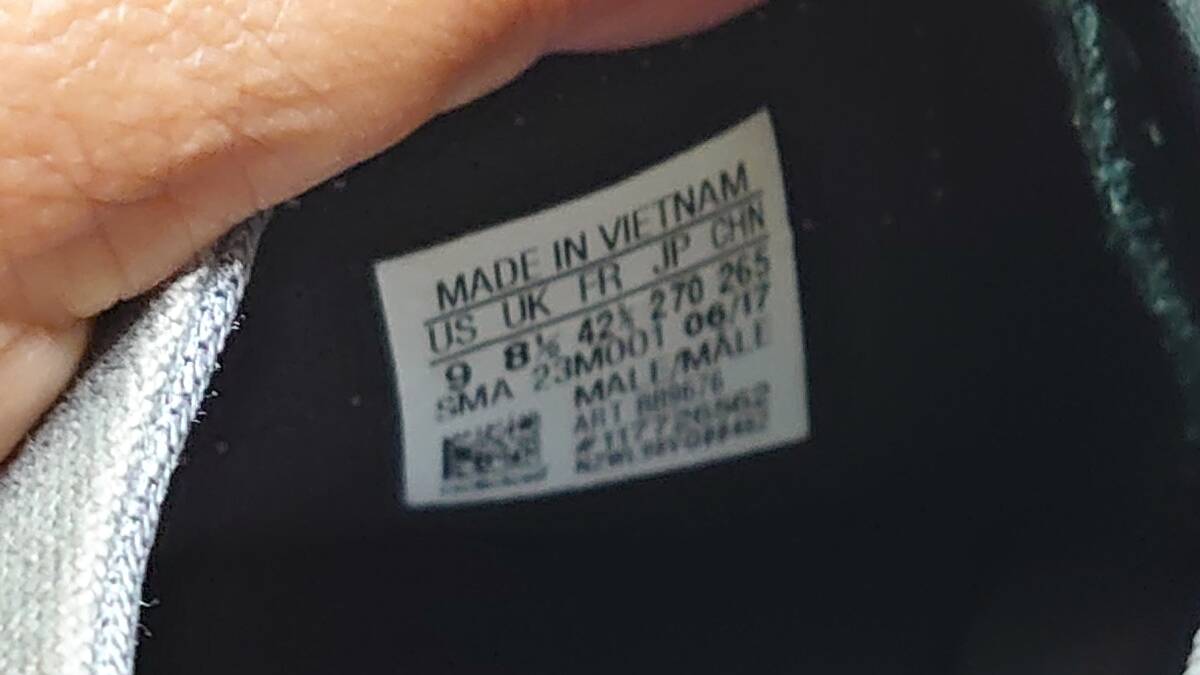 MADE IN VIETNAM
US UK FR JP CHN
9 8½ 42⅔ 270 265
SMA 23M001 06/17
MALE/MALE
ART BB9676
#1177726562